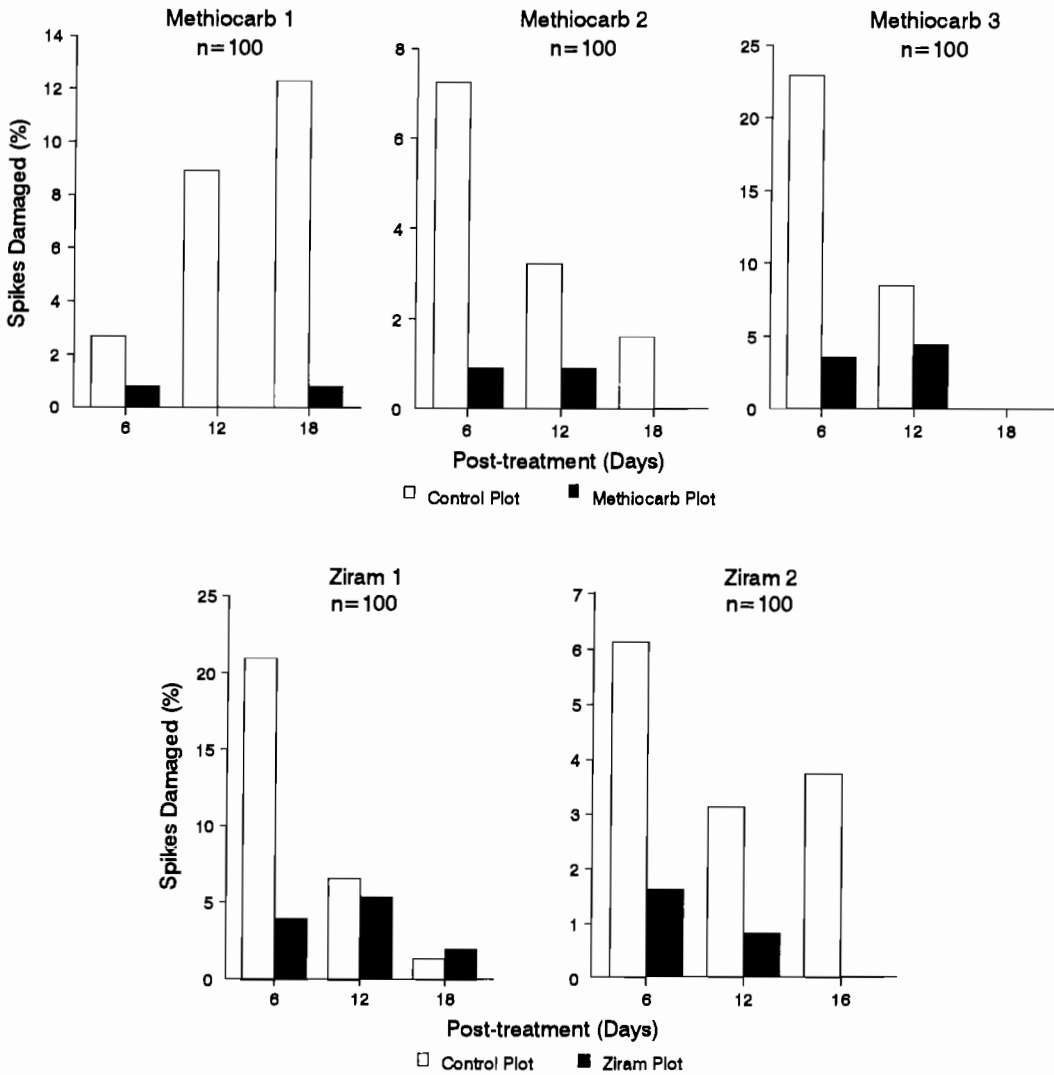 Methiocarb 1
n=100
Methiocarb 2
n=100
Methiocarb 3
n=100
Spikes Damaged (%)
14
12
10
8
6
4
2
0
6 12 18
8
6
4
2
0
6 12 18
25
20
15
10
5
0
6 12 18
Post-treatment (Days)
Control Plot Methiocarb Plot
Ziram 1
n=100
Ziram 2
n=100
Spikes Damaged (%)
25
20
15
10
5
0
6 12 18
7
6
5
4
3
2
1
0
6 12 16
Post-treatment (Days)
Control Plot Ziram Plot